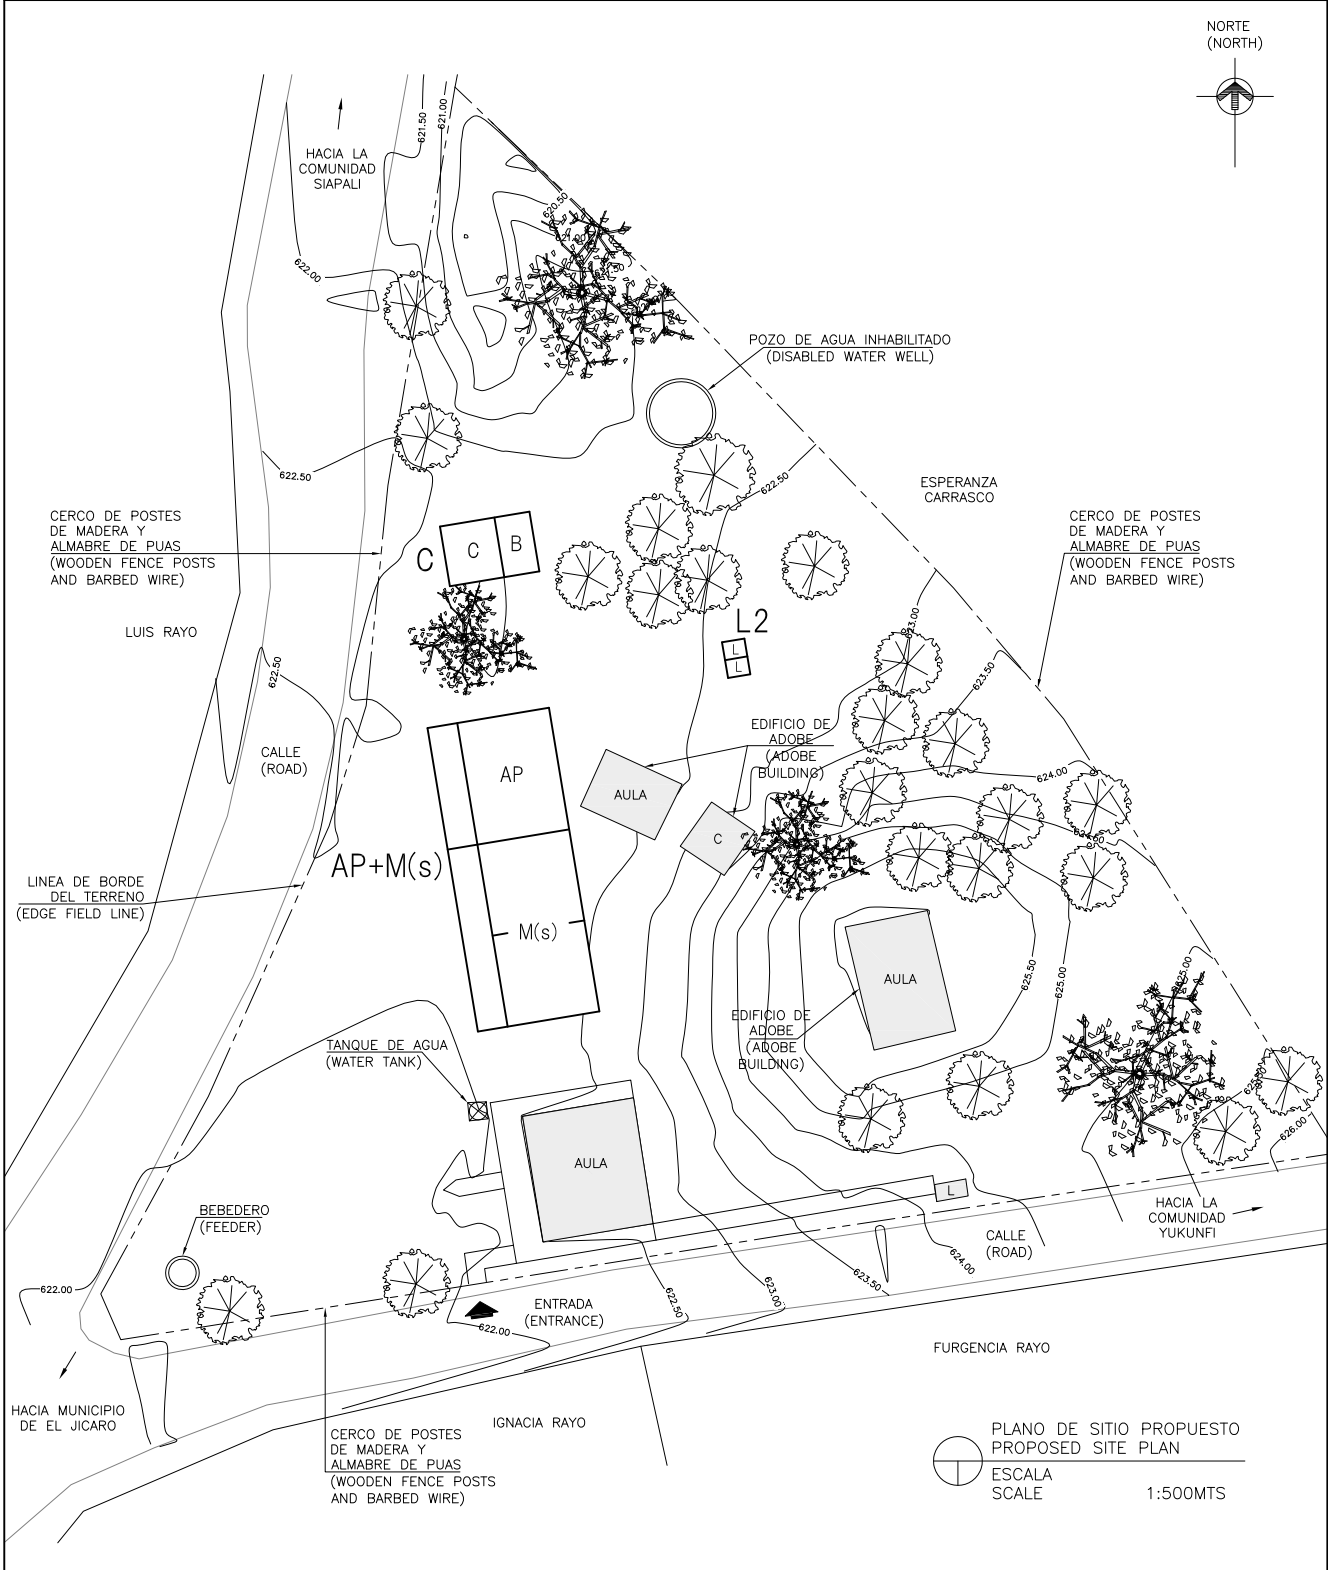 NORTE
(NORTH)
621.50
621.00
HACIA LA
COMUNIDAD
SIAPALI
620.50
621.00
622.00
POZO DE AGUA INHABILITADO
(DISABLED WATER WELL)
622.50
622.50
ESPERANZA
CARRASCO
CERCO DE POSTES
DE MADERA Y
ALMABRE DE PUAS
(WOODEN FENCE POSTS
AND BARBED WIRE)
CERCO DE POSTES
DE MADERA Y
ALMABRE DE PUAS
(WOODEN FENCE POSTS
AND BARBED WIRE)
C
C
B
LUIS RAYO
L2
L
L
623.00
622.50
623.50
CALLE
(ROAD)
EDIFICIO DE
ADOBE
(ADOBE
BUILDING)
AP
AULA
624.00
C
AP+M(s)
LINEA DE BORDE
DEL TERRENO
(EDGE FIELD LINE)
M(s)
AULA
625.50
625.00
625.00
EDIFICIO DE
ADOBE
(ADOBE
BUILDING)
TANQUE DE AGUA
(WATER TANK)
626.00
AULA
L
HACIA LA
COMUNIDAD
YUKUNFI
BEBEDERO
(FEEDER)
CALLE
(ROAD)
624.00
623.50
623.00
622.50
622.00
ENTRADA
(ENTRANCE)
622.00
FURGENCIA RAYO
HACIA MUNICIPIO
DE EL JICARO
IGNACIA RAYO
CERCO DE POSTES
DE MADERA Y
ALMABRE DE PUAS
(WOODEN FENCE POSTS
AND BARBED WIRE)
PLANO DE SITIO PROPUESTO
PROPOSED SITE PLAN
ESCALA
SCALE 1:500MTS